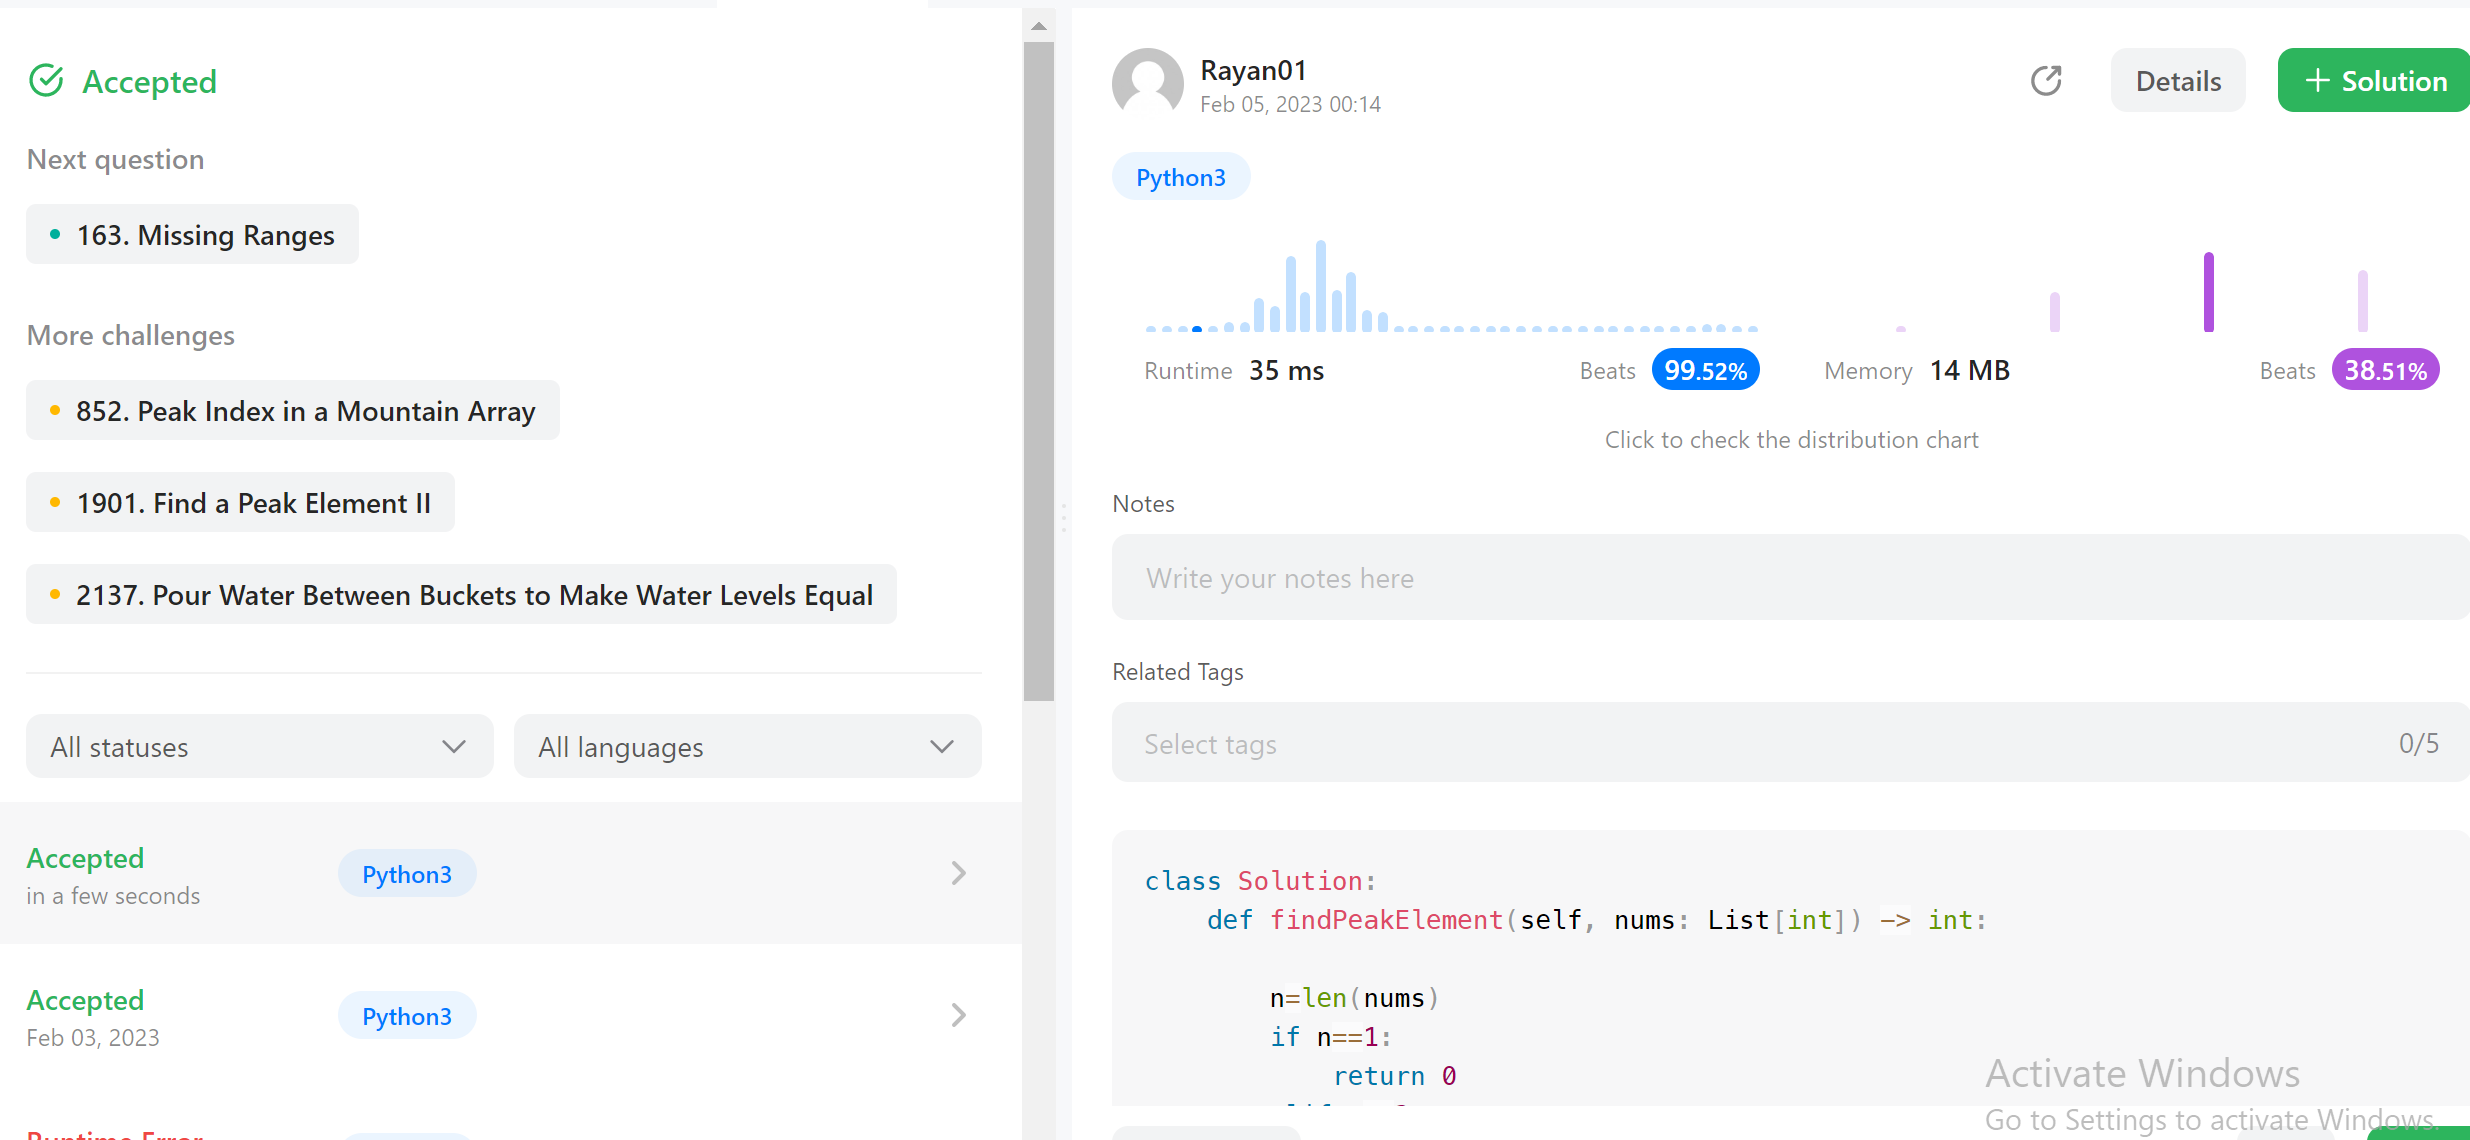 Accepted
Next question
163. Missing Ranges
More challenges
852. Peak Index in a Mountain Array
1901. Find a Peak Element II
2137. Pour Water Between Buckets to Make Water Levels Equal
All statuses
All languages
Accepted
in a few seconds
Python3
Accepted
Feb 03, 2023
Python3
Runtime Error
Rayan01
Feb 05, 2023 00:14
Details
+ Solution
Python3
Runtime 35 ms
Beats 99.52%
Memory 14 MB
Beats 38.51%
Click to check the distribution chart
Notes
Write your notes here
Related Tags
Select tags
0/5
class Solution:
def findPeakElement(self, nums: List[int]) -> int:
n=len(nums)
if n==1:
return 0
Activate Windows
Go to Settings to activate Windows.